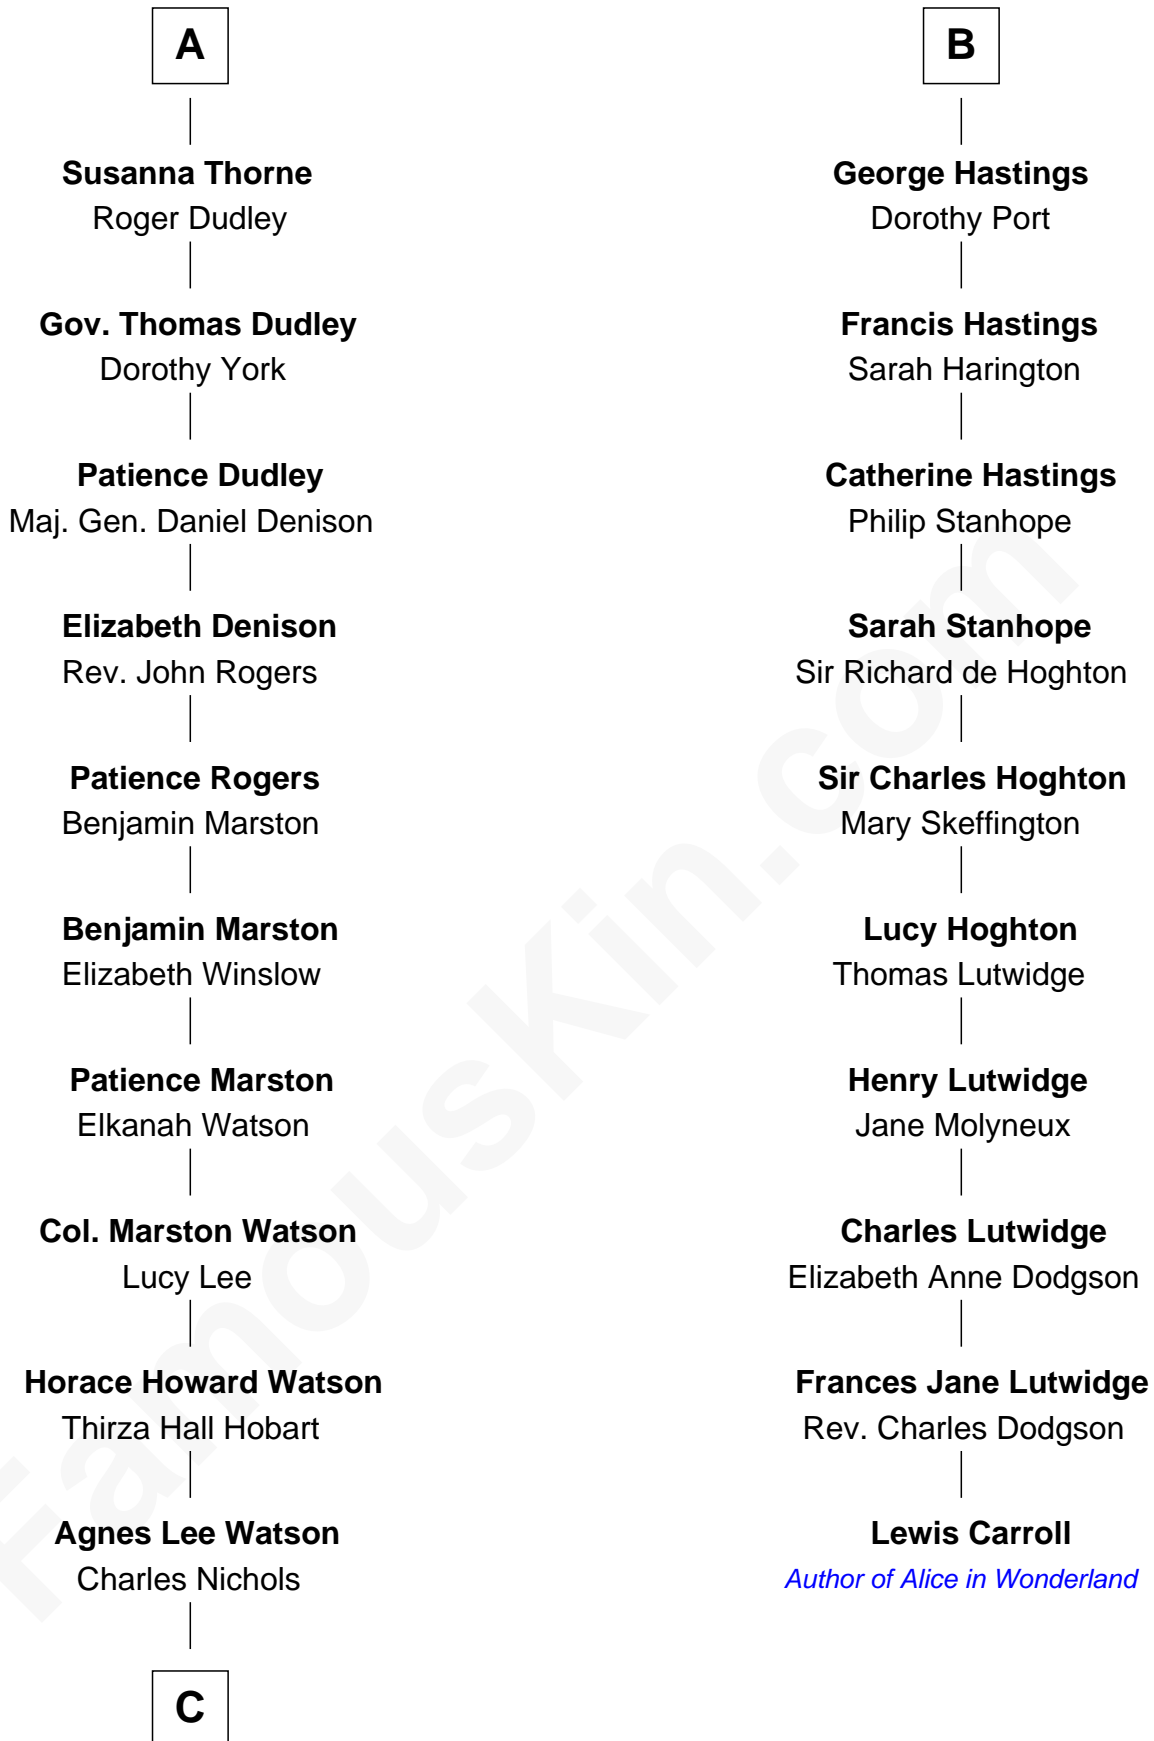 A
Susanna Thorne
Roger Dudley
Gov. Thomas Dudley
Dorothy York
Patience Dudley
Maj. Gen. Daniel Denison
Elizabeth Denison
Rev. John Rogers
Patience Rogers
Benjamin Marston
Benjamin Marston
Elizabeth Winslow
Patience Marston
Elkanah Watson
Col. Marston Watson
Lucy Lee
Horace Howard Watson
Thirza Hall Hobart
Agnes Lee Watson
Charles Nichols
C
B
George Hastings
Dorothy Port
Francis Hastings
Sarah Harington
Catherine Hastings
Philip Stanhope
Sarah Stanhope
Sir Richard de Hoghton
Sir Charles Hoghton
Mary Skeffington
Lucy Hoghton
Thomas Lutwidge
Henry Lutwidge
Jane Molyneux
Charles Lutwidge
Elizabeth Anne Dodgson
Frances Jane Lutwidge
Rev. Charles Dodgson
Lewis Carroll
Author of Alice in Wonderland
FamousKin.com